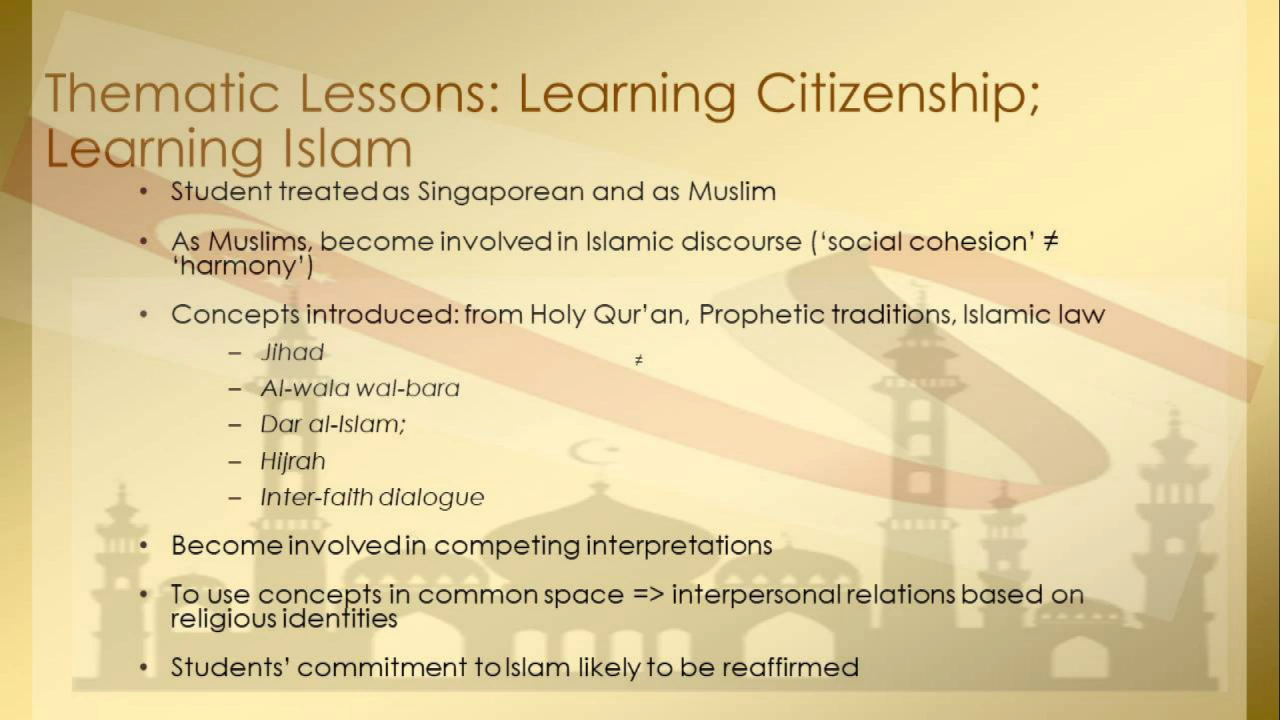 Thematic Lessons: Learning Citizenship;
Learning Islam
• Student treated as Singaporean and as Muslim
• As Muslims, become involved in Islamic discourse (‘social cohesion’ ≠
‘harmony’)
• Concepts introduced: from Holy Qur’an, Prophetic traditions, Islamic law
– Jihad
≠
– Al-wala wal-bara
– Dar al-Islam;
– Hijrah
– Inter-faith dialogue
• Become involved in competing interpretations
• To use concepts in common space => interpersonal relations based on
religious identities
• Students’ commitment to Islam likely to be reaffirmed